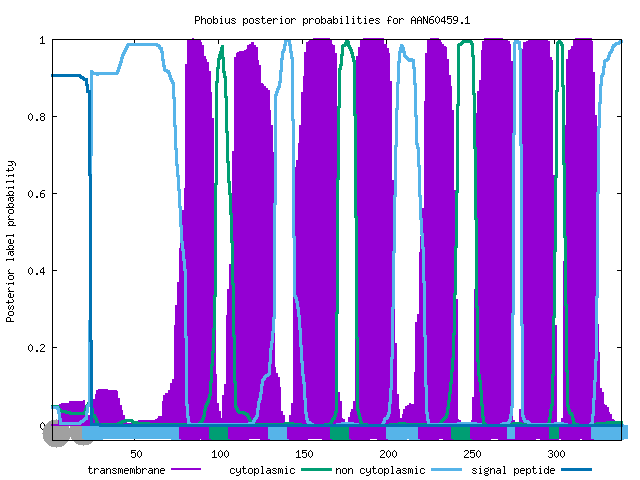 Phobius posterior probabilities for AAN60459.1
Posterior label probability
1
0.8
0.6
0.4
0.2
0
50 100 150 200 250 300
transmembrane cytoplasmic non cytoplasmic signal peptide